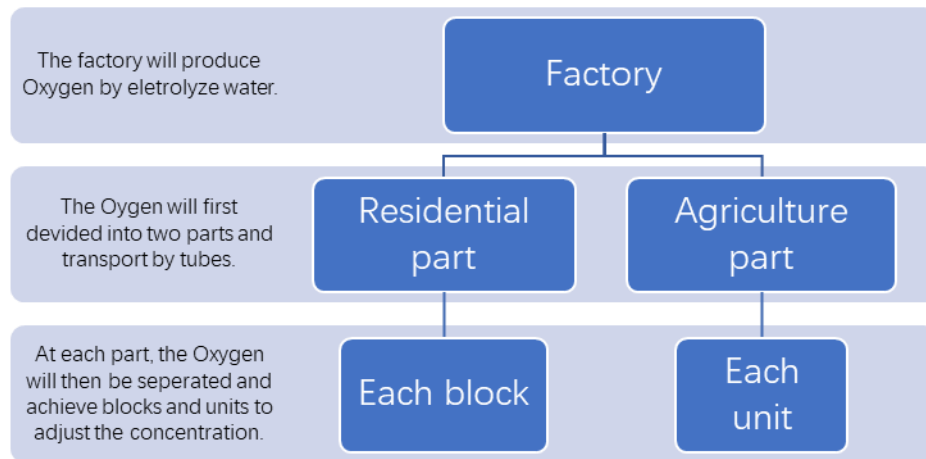 The factory will produce
Oxygen by eletrolyze water.
Factory
The Oygen will first
devided into two parts and
transport by tubes.
Residential
part
Agriculture
part
At each part, the Oxygen
will then be seperated and
achieve blocks and units to
adjust the concentration.
Each block
Each
unit